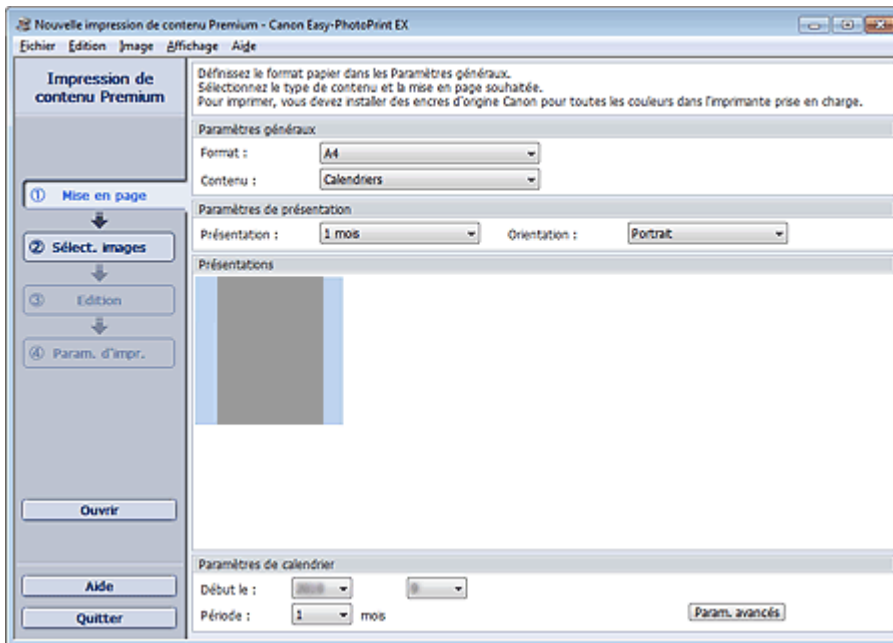 Nouvelle impression de contenu Premium - Canon Easy-PhotoPrint EX
Fichier Edition Image Affichage Aide
Impression de
contenu Premium
Définissez le format papier dans les Paramètres généraux.
Sélectionnez le type de contenu et la mise en page souhaitée.
Pour imprimer, vous devez installer des encres d'origine Canon pour toutes les couleurs dans l'imprimante prise en charge.
Paramètres généraux
Format : A4
Contenu : Calendriers
① Mise en page
② Sélect. images
③ Edition
④ Param. d'impr.
Paramètres de présentation
Présentation : 1 mois Orientation : Portrait
Présentations
Ouvrir
Aide
Quitter
Paramètres de calendrier
Début le :
Période : 1 mois Param. avancés